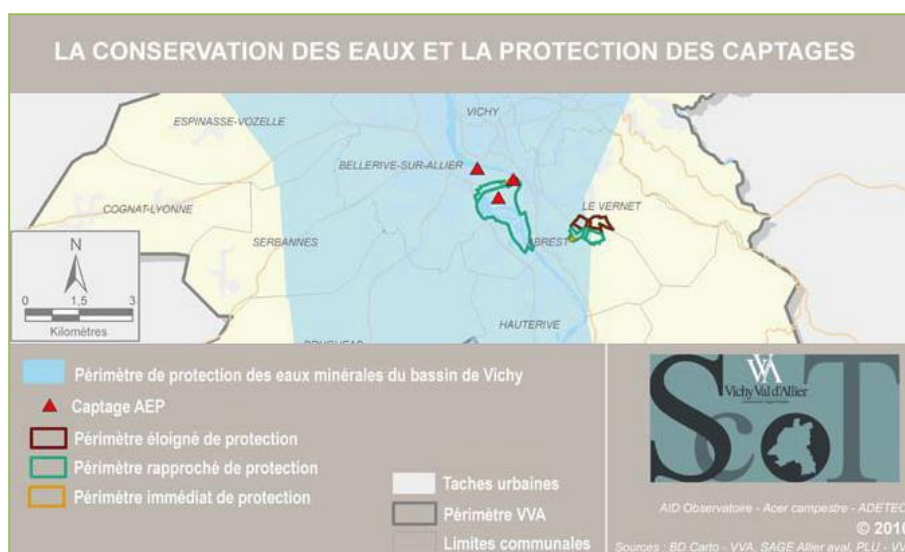 LA CONSERVATION DES EAUX ET LA PROTECTION DES CAPTAGES
VICHY
ESPINASSE-VOZELLE
BELLERIVE-SUR-ALLIER
COGNAT-LYONNE
LE VERNET
SERBANNES
ABREST
HAUTERIVE
N
0 1,5 3
Kilomètres
Périmètre de protection des eaux minérales du bassin de Vichy
Captage AEP
Périmètre éloigné de protection
Périmètre rapproché de protection
Périmètre immédiat de protection
Taches urbaines
Périmètre VVA
Limites communales
VVA
Vichy Val d'Allier
ScoT
AID Observatoire - Acer campestre - ADETEC
© 2010
Sources : BD Carto - VVA, SAGE Allier aval, PLU - VV